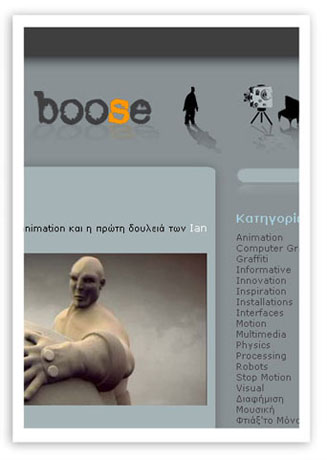 boose
nimation και η πρώτη δουλειά των Ian
Κατηγορί
Animation
Computer Gr
Graffiti
Informative
Innovation
Inspiration
Installations
Interfaces
Motion
Multimedia
Physics
Processing
Robots
Stop Motion
Visual
Διαφήμιση
Μουσική
Φτιάξ'το Μόν